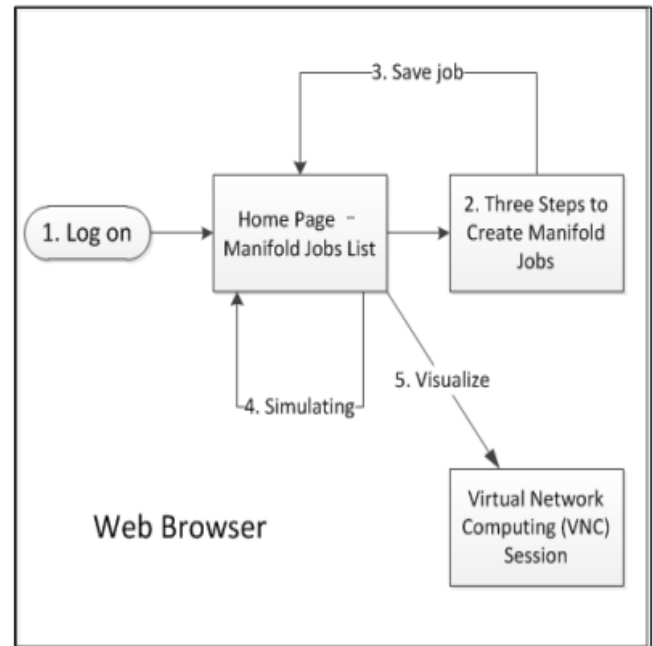 3. Save job
1. Log on
Home Page -
Manifold Jobs List
2. Three Steps to
Create Manifold
Jobs
4. Simulating
5. Visualize
Virtual Network
Computing (VNC)
Session
Web Browser